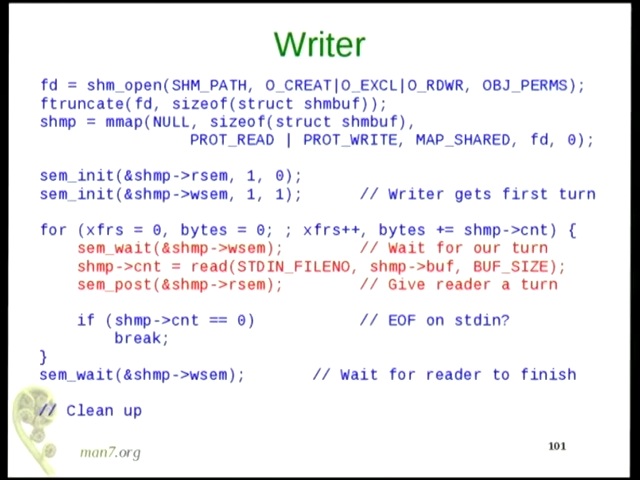 Writer
fd = shm_open(SHM_PATH, O_CREAT|O_EXCL|O_RDWR, OBJ_PERMS);
ftruncate(fd, sizeof(struct shmbuf));
shmp = mmap(NULL, sizeof(struct shmbuf),
PROT_READ | PROT_WRITE, MAP_SHARED, fd, 0);
sem_init(&shmp->rsem, 1, 0);
sem_init(&shmp->wsem, 1, 1); // Writer gets first turn
for (xfrs = 0, bytes = 0; ; xfrs++, bytes += shmp->cnt) {
sem_wait(&shmp->wsem); // Wait for our turn
shmp->cnt = read(STDIN_FILENO, shmp->buf, BUF_SIZE);
sem_post(&shmp->rsem); // Give reader a turn
if (shmp->cnt == 0) // EOF on stdin?
break;
}
sem_wait(&shmp->wsem); // Wait for reader to finish
// Clean up
man7.org
101